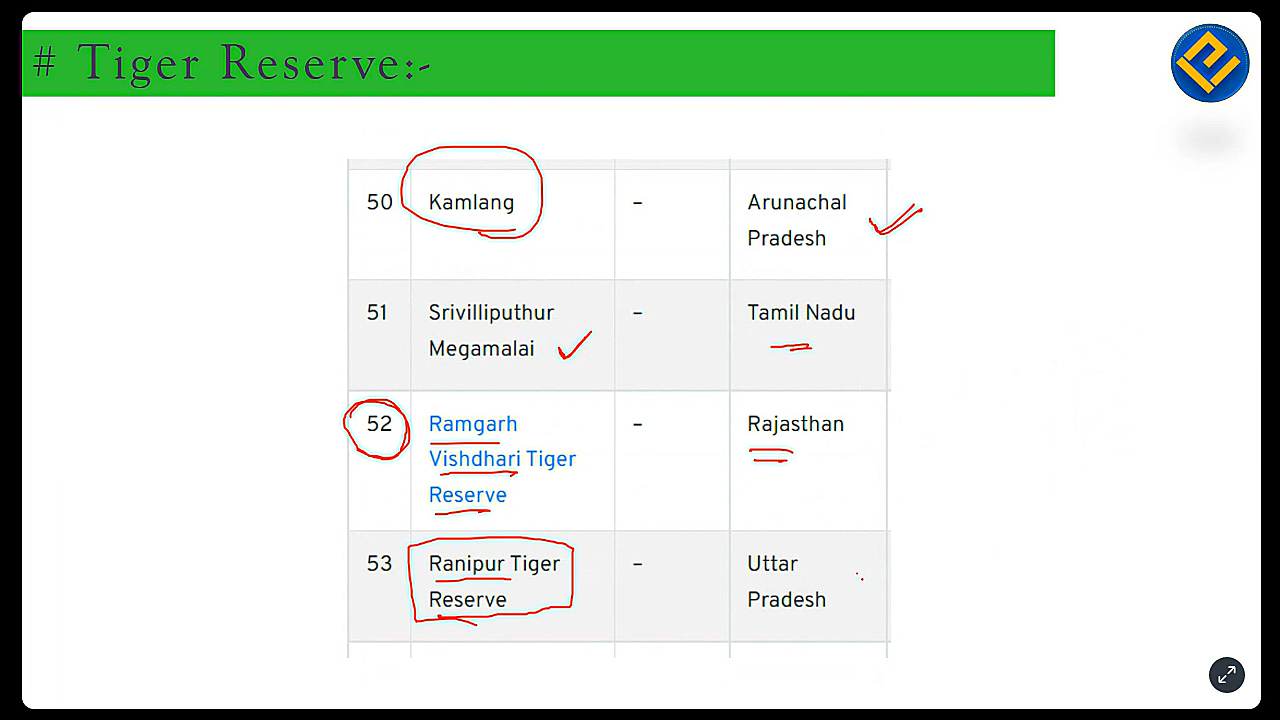 # Tiger Reserve:-
50 Kamlang – Arunachal
Pradesh
51 Srivilliputhur – Tamil Nadu
Megamalai
52 Ramgarh – Rajasthan
Vishdhari Tiger
Reserve
53 Ranipur Tiger – Uttar
Reserve Pradesh